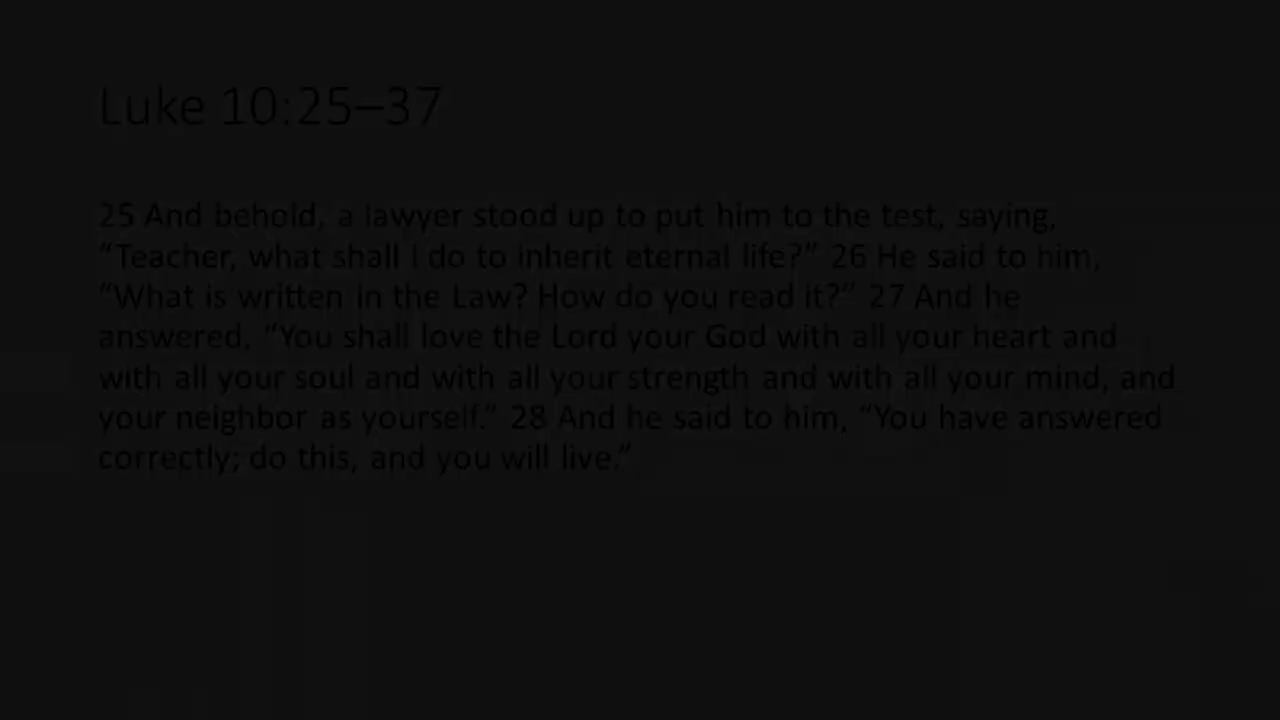 Luke 10:25–37
25 And behold, a lawyer stood up to put him to the test, saying,
“Teacher, what shall I do to inherit eternal life?” 26 He said to him,
“What is written in the Law? How do you read it?” 27 And he
answered, “You shall love the Lord your God with all your heart and
with all your soul and with all your strength and with all your mind, and
your neighbor as yourself.” 28 And he said to him, “You have answered
correctly; do this, and you will live.”